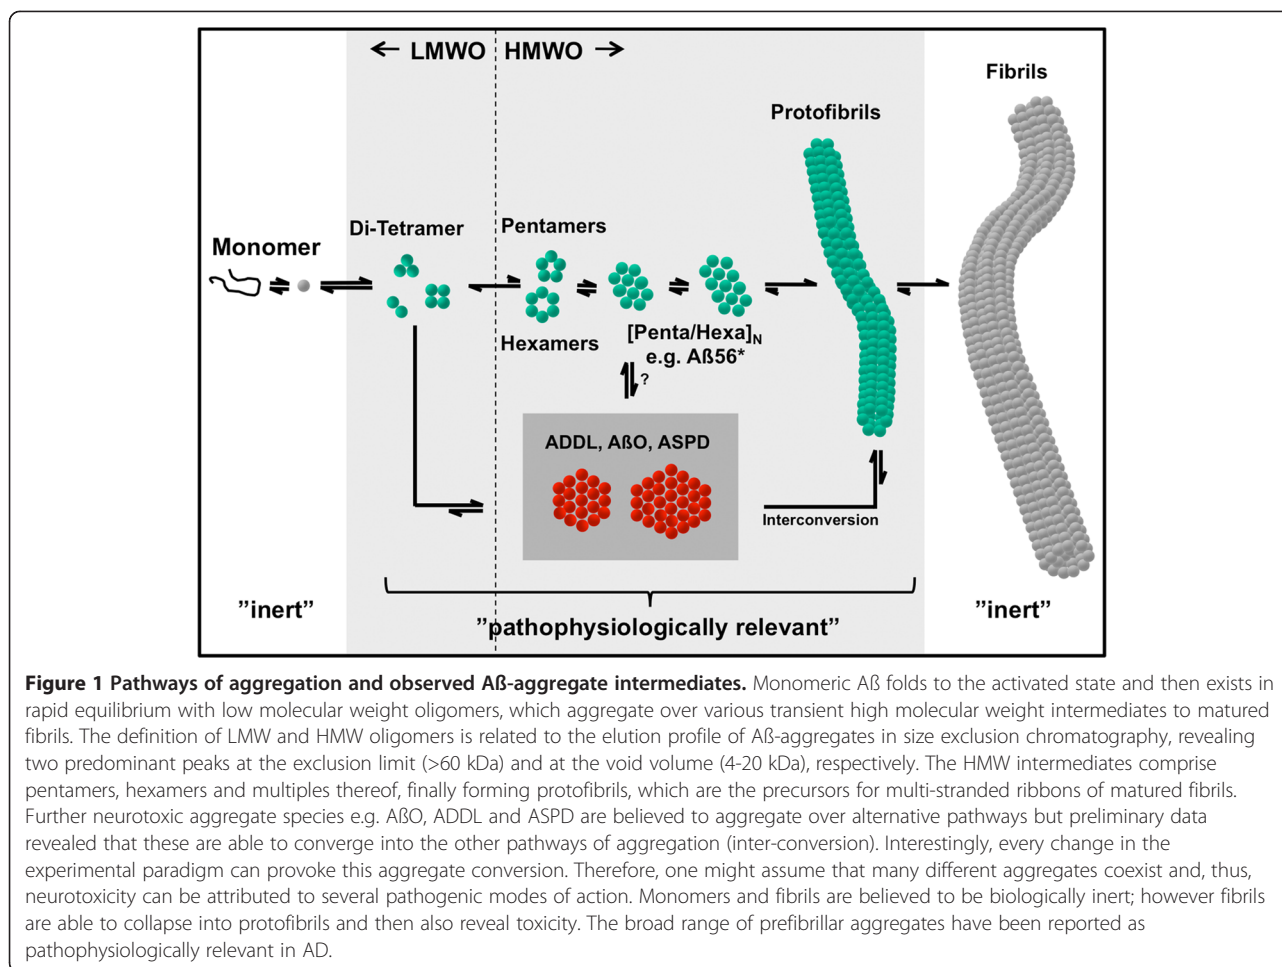 ← LMWO HMWO →
Fibrils
Protofibrils
Di-Tetramer
Pentamers
Monomer
Hexamers
[Penta/Hexa]N
e.g. Aß56*
?
ADDL, AßO, ASPD
Interconversion
”inert”
”pathophysiologically relevant”
”inert”
Figure 1 Pathways of aggregation and observed Aß-aggregate intermediates. Monomeric Aß folds to the activated state and then exists in
rapid equilibrium with low molecular weight oligomers, which aggregate over various transient high molecular weight intermediates to matured
fibrils. The definition of LMW and HMW oligomers is related to the elution profile of Aß-aggregates in size exclusion chromatography, revealing
two predominant peaks at the exclusion limit (>60 kDa) and at the void volume (4-20 kDa), respectively. The HMW intermediates comprise
pentamers, hexamers and multiples thereof, finally forming protofibrils, which are the precursors for multi-stranded ribbons of matured fibrils.
Further neurotoxic aggregate species e.g. AßO, ADDL and ASPD are believed to aggregate over alternative pathways but preliminary data
revealed that these are able to converge into the other pathways of aggregation (inter-conversion). Interestingly, every change in the
experimental paradigm can provoke this aggregate conversion. Therefore, one might assume that many different aggregates coexist and, thus,
neurotoxicity can be attributed to several pathogenic modes of action. Monomers and fibrils are believed to be biologically inert; however fibrils
are able to collapse into protofibrils and then also reveal toxicity. The broad range of prefibrillar aggregates have been reported as
pathophysiologically relevant in AD.